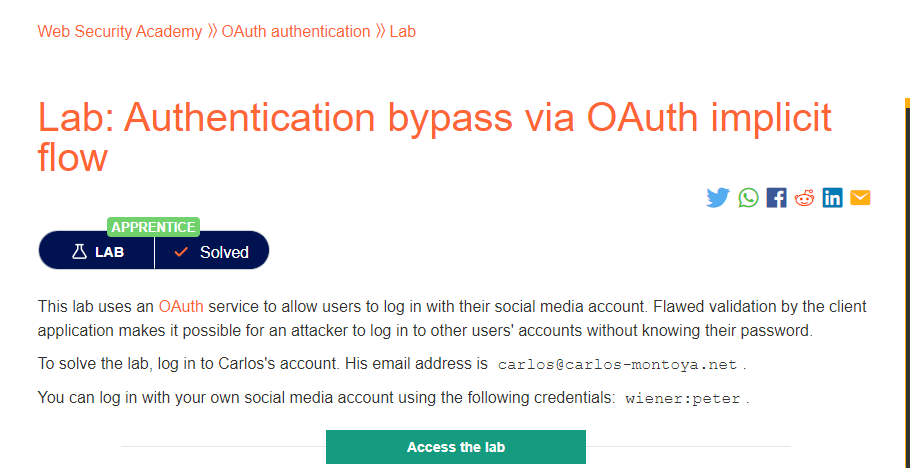 Web Security Academy » OAuth authentication » Lab
Lab: Authentication bypass via OAuth implicit
flow
APPRENTICE
LAB Solved
This lab uses an OAuth service to allow users to log in with their social media account. Flawed validation by the client
application makes it possible for an attacker to log in to other users' accounts without knowing their password.
To solve the lab, log in to Carlos's account. His email address is carlos@carlos-montoya.net .
You can log in with your own social media account using the following credentials: wiener:peter .
Access the lab